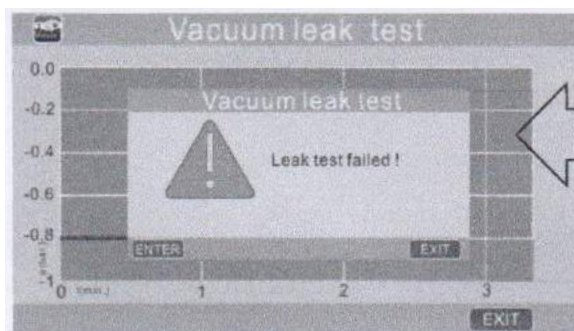 Vacuum leak test
0.0
Vacuum leak test
-0.2
-0.4
Leak test failed !
-0.6
-0.8
ENTER
EXIT
-1
0
1
2
3
EXIT